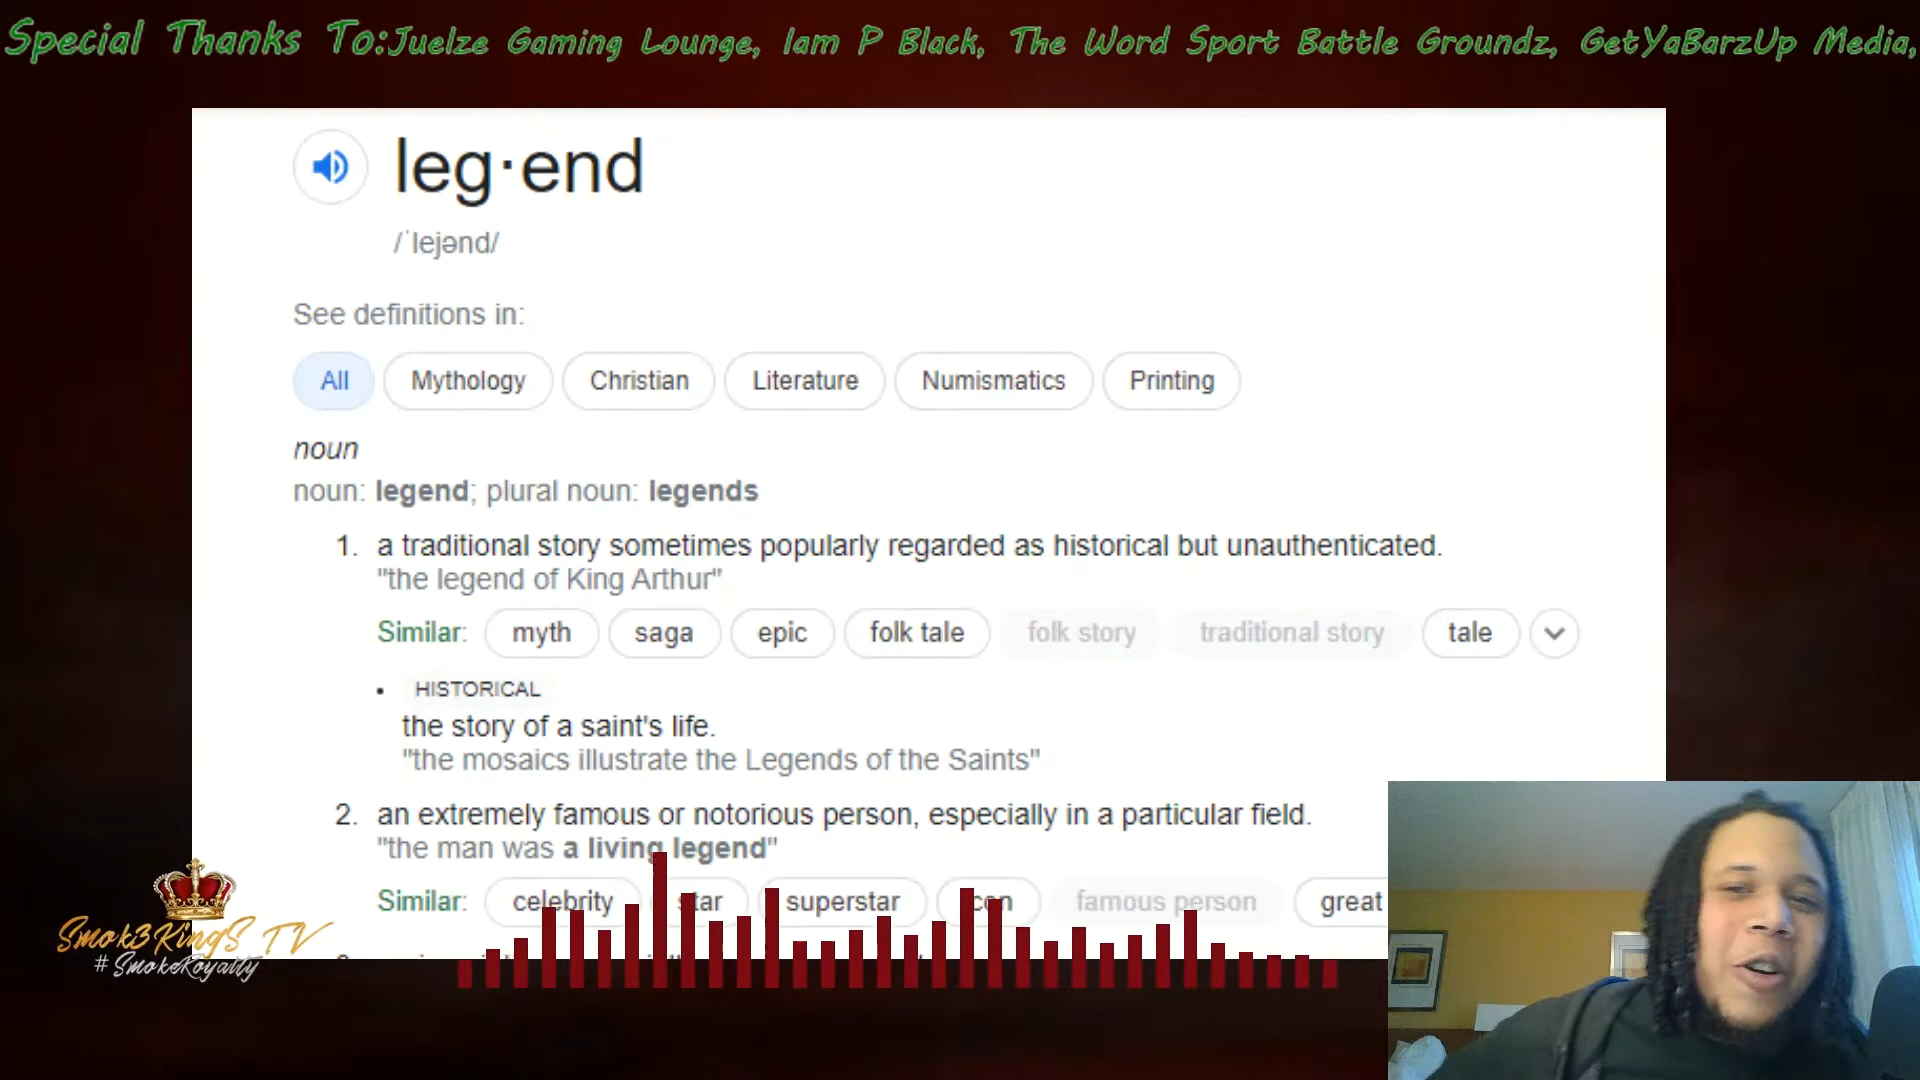 Special Thanks To:Juelze Gaming Lounge, Iam P Black, The Word Sport Battle Groundz, GetYaBarzUp Media,
leg·end
/ˈlejənd/
See definitions in:
All Mythology Christian Literature Numismatics Printing
noun
noun: legend; plural noun: legends
1. a traditional story sometimes popularly regarded as historical but unauthenticated.
"the legend of King Arthur"
Similar: myth saga epic folk tale folk story traditional story tale
• HISTORICAL
the story of a saint's life.
"the mosaics illustrate the Legends of the Saints"
2. an extremely famous or notorious person, especially in a particular field.
"the man was a living legend"
Similar: celebrity star superstar icon famous person great
Smok3KingS TV
#SmokeRoyalty